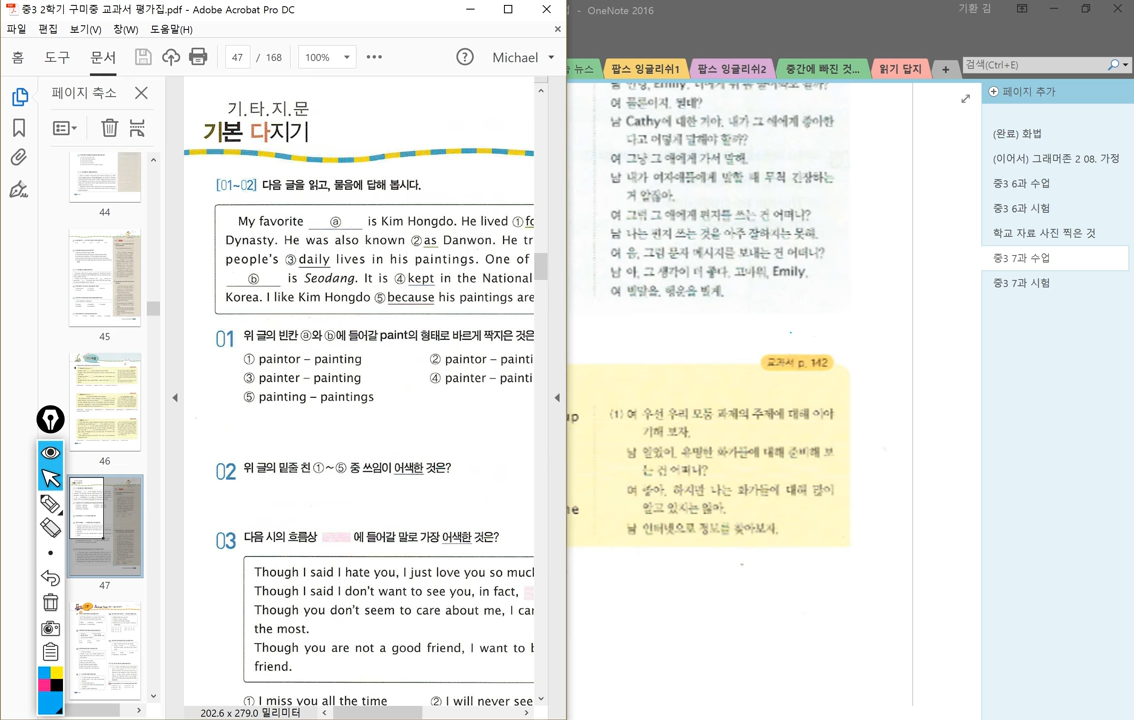 중3 2학기 구미중 교과서 평가집.pdf - Adobe Acrobat Pro DC
파일 편집 보기(V) 창(W) 도움말(H)
홈 도구 문서 47 / 168 100% Michael
페이지 축소
44
45
46
47
기.타.지.문
기본 다지기
[01~02] 다음 글을 읽고, 물음에 답해 봅시다.
My favorite ⓐ is Kim Hongdo. He lived ①
Dynasty. He was also known ②as Danwon. He
people's ③daily lives in his paintings. One of
ⓑ is Seodang. It is ④kept in the National
Korea. I like Kim Hongdo ⑤because his paintings are
01 위 글의 빈칸 ⓐ와 ⓑ에 들어갈 paint의 형태로 바르게 짝지은 것은
① paintor – painting ② paintor – painti
③ painter – painting ④ painter – painti
⑤ painting – paintings
02 위 글의 밑줄 친 ①～⑤ 중 쓰임이 어색한 것은?
03 다음 시의 흐름상 에 들어갈 말로 가장 어색한 것은?
Though I said I hate you, I just love you so much
Though I said I don't want to see you, in fact,
Though you don't seem to care about me, I
the most.
Though you are not a good friend, I want to
friend.
① I miss you all the time ② I will never see
202.6 x 279.0 밀리미터
- OneNote 2016
기환 김
뉴스 팝스 잉글리쉬1 팝스 잉글리쉬2 중간에 빠진 것... 읽기 답지 + 검색(Ctrl+E)
여 물론이지. 뭔데?
남 Cathy에 대한 거야. 내가 그 애에게 좋아한
다고 어떻게 말해야 할까?
여 그냥 그 애에게 가서 말해.
남 내가 여자애들에게 말할 때 무척 긴장하는
거 알잖아.
여 그럼 그 애에게 편지를 쓰는 건 어떠니?
남 나는 편지 쓰는 것을 아주 잘하지는 못해.
여 음, 그럼 문자 메시지를 보내는 건 어떠니?
남 아, 그 생각이 더 좋다. 고마워, Emily.
여 별말을. 행운을 빌게.
교과서 p. 142
up
(1) 여 우선 우리 모둠 과제의 주제에 대해 이야
기해 보자.
남 알았어. 유명한 화가들에 대해 준비해 보
는 건 어떠니?
여 좋아. 하지만 나는 화가들에 대해 많이
알고 있지는 않아.
ne
남 인터넷으로 정보를 찾아보자.
페이지 추가
(완료) 화법
(이어서) 그래머존 2 08. 가정
중3 6과 수업
중3 6과 시험
학교 자료 사진 찍은 것
중3 7과 수업
중3 7과 시험